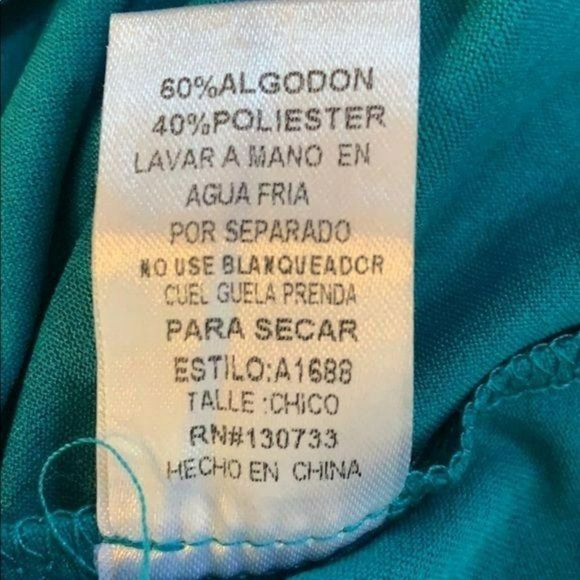 60%ALGODON
40%POLIESTER
LAVAR A MANO EN
AGUA FRIA
POR SEPARADO
NO USE BLANQUEADOR
CUEL GUELA PRENDA
PARA SECAR
ESTILO:A1688
TALLE :CHICO
RN#130733
HECHO EN CHINA